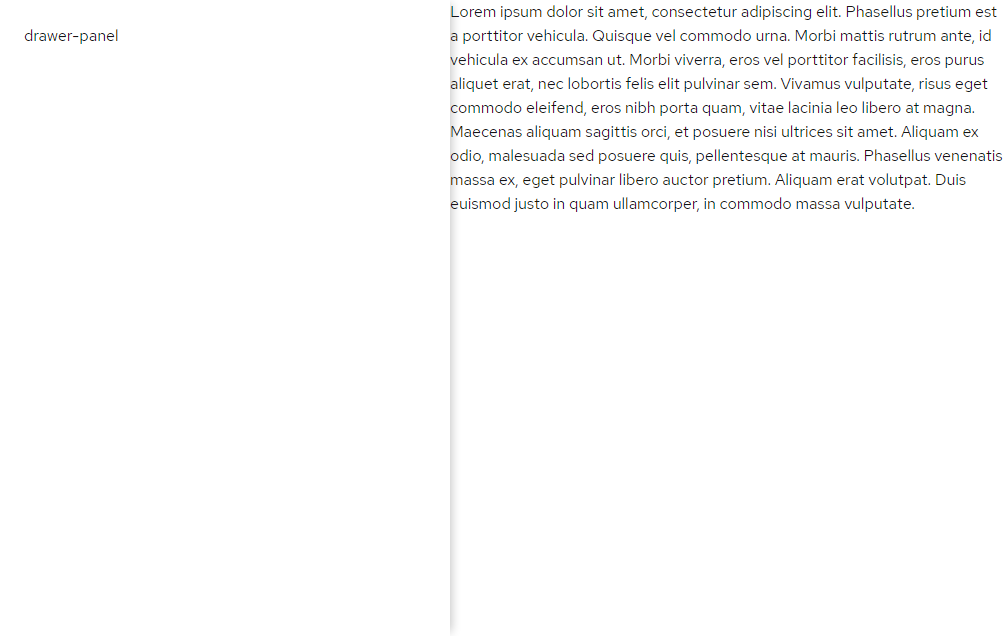 drawer-panel
Lorem ipsum dolor sit amet, consectetur adipiscing elit. Phasellus pretium est
a porttitor vehicula. Quisque vel commodo urna. Morbi mattis rutrum ante, id
vehicula ex accumsan ut. Morbi viverra, eros vel porttitor facilisis, eros purus
aliquet erat, nec lobortis felis elit pulvinar sem. Vivamus vulputate, risus eget
commodo eleifend, eros nibh porta quam, vitae lacinia leo libero at magna.
Maecenas aliquam sagittis orci, et posuere nisi ultrices sit amet. Aliquam ex
odio, malesuada sed posuere quis, pellentesque at mauris. Phasellus venenatis
massa ex, eget pulvinar libero auctor pretium. Aliquam erat volutpat. Duis
euismod justo in quam ullamcorper, in commodo massa vulputate.